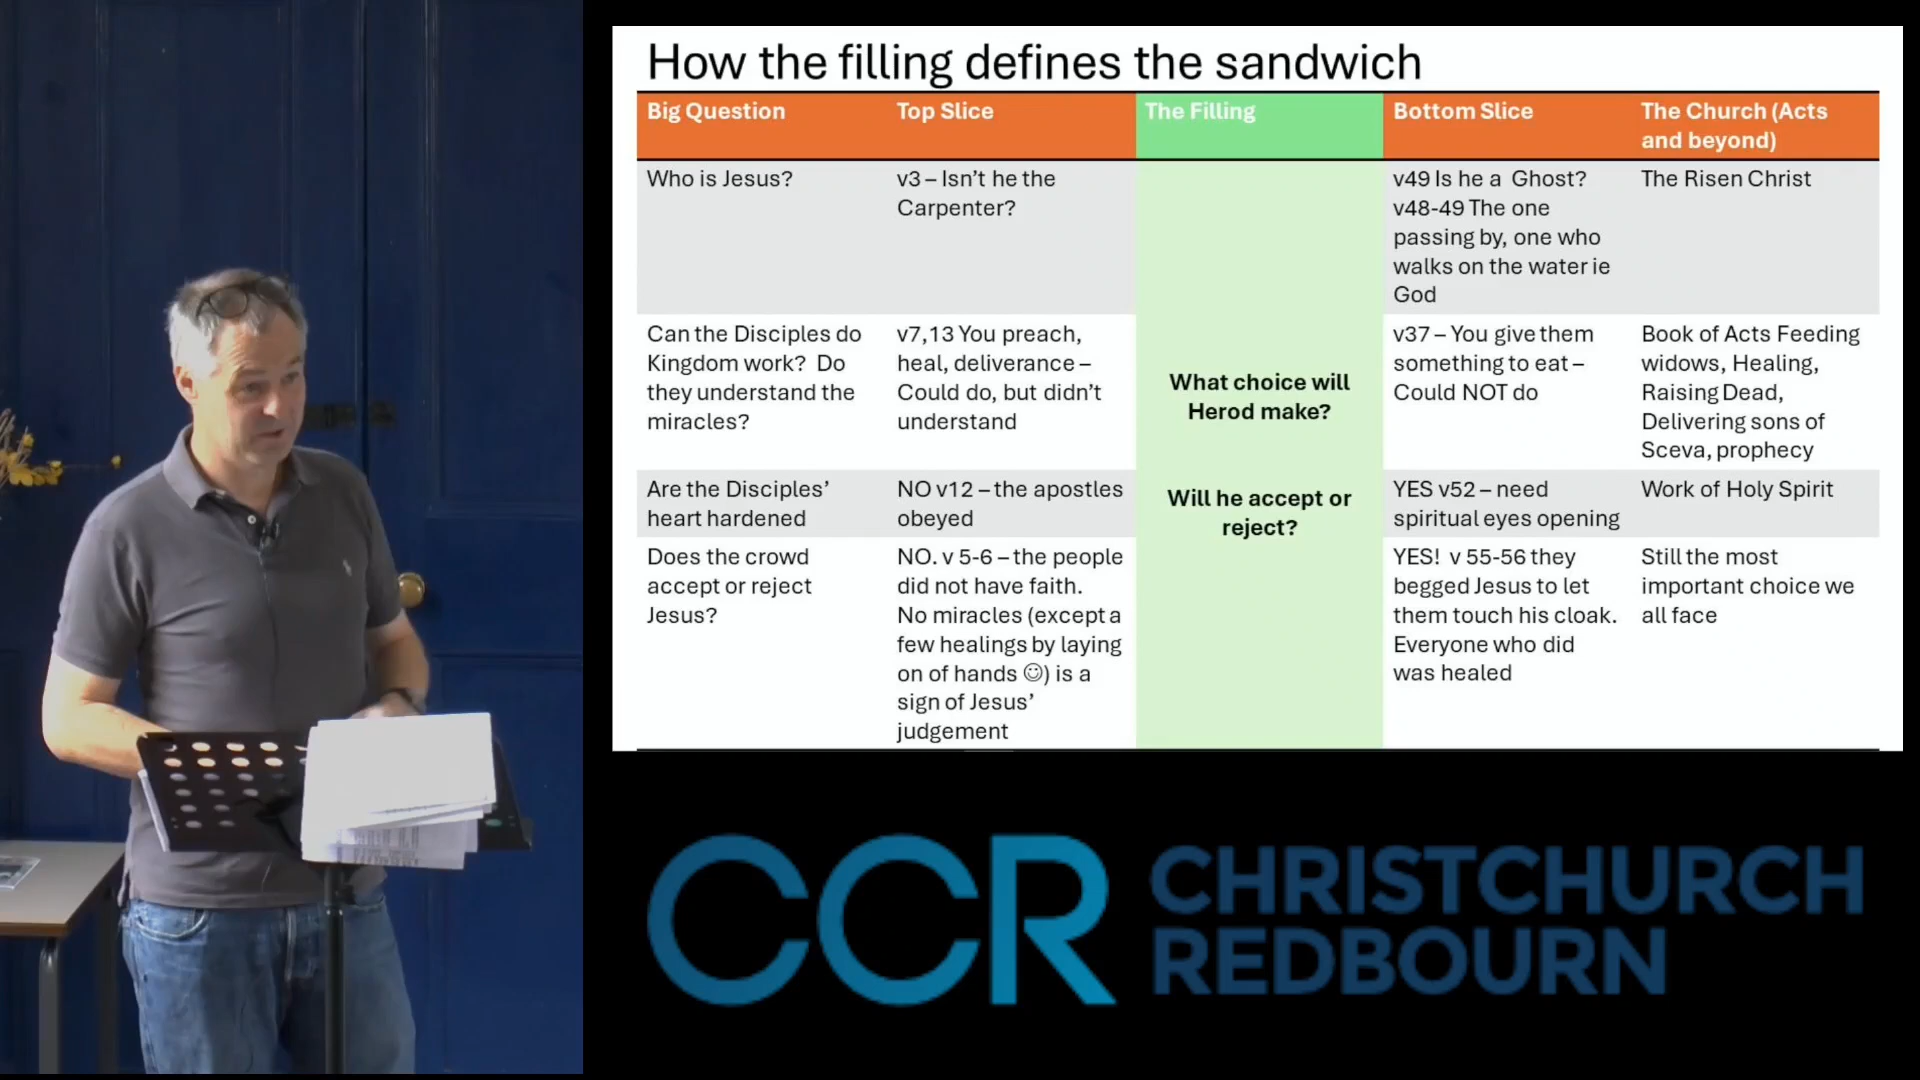 How the filling defines the sandwich
Big Question
Top Slice
The Filling
Bottom Slice
The Church (Acts
and beyond)
Who is Jesus?
v3 – Isn’t he the
Carpenter?
v49 Is he a Ghost?
v48-49 The one
passing by, one who
walks on the water ie
God
The Risen Christ
Can the Disciples do
Kingdom work? Do
they understand the
miracles?
v7,13 You preach,
heal, deliverance –
Could do, but didn’t
understand
What choice will
Herod make?
v37 – You give them
something to eat –
Could NOT do
Book of Acts Feeding
widows, Healing,
Raising Dead,
Delivering sons of
Sceva, prophecy
Are the Disciples’
heart hardened
NO v12 – the apostles
obeyed
Will he accept or
reject?
YES v52 – need
spiritual eyes opening
Work of Holy Spirit
Does the crowd
accept or reject
Jesus?
NO. v 5-6 – the people
did not have faith.
No miracles (except a
few healings by laying
on of hands ☺) is a
sign of Jesus’
judgement
YES! v 55-56 they
begged Jesus to let
them touch his cloak.
Everyone who did
was healed
Still the most
important choice we
all face
CCR CHRISTCHURCH
REDBOURN